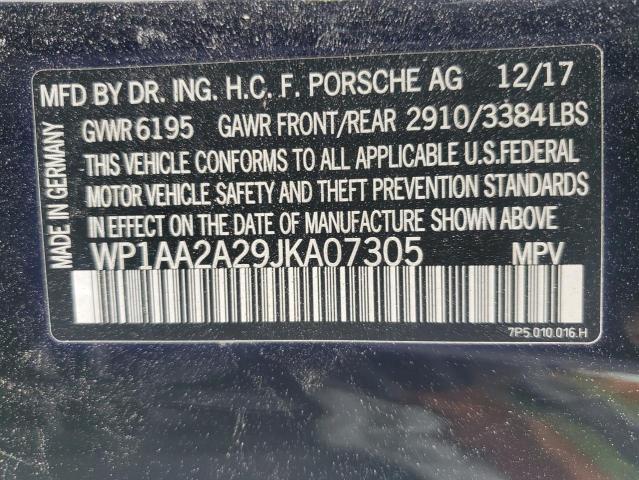 MFD BY DR. ING. H.C. F. PORSCHE AG 12/17
GVWR 6195 GAWR FRONT/REAR 2910/3384 LBS
THIS VEHICLE CONFORMS TO ALL APPLICABLE U.S.FEDERAL
MOTOR VEHICLE SAFETY AND THEFT PREVENTION STANDARDS
IN EFFECT ON THE DATE OF MANUFACTURE SHOWN ABOVE
WP1AA2A29JKA07305 MPV
7P5.010.016.H
MADE IN GERMANY